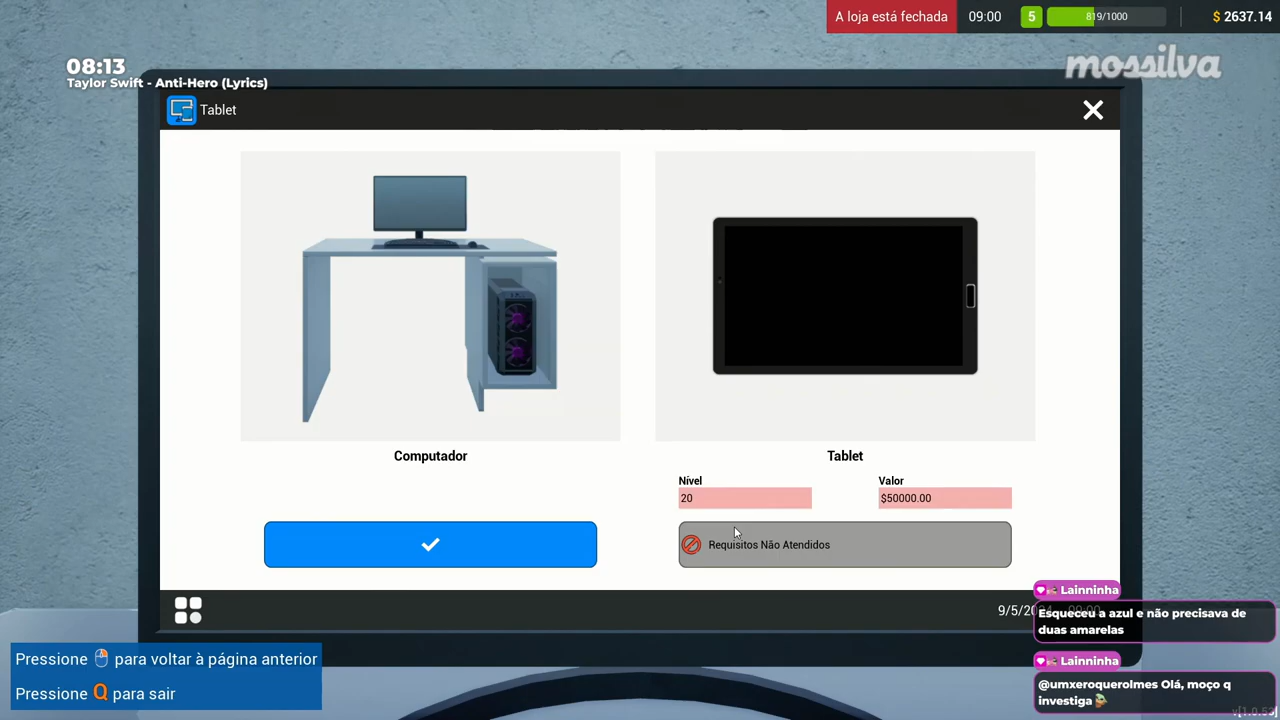 A loja está fechada
09:00
5
819/1000
$ 2637.14
mossilva
08:13
Taylor Swift - Anti-Hero (Lyrics)
Tablet
Computador
Tablet
Nível
Valor
20
$50000.00
Requisitos Não Atendidos
Lainninha
Esqueceu a azul e não precisava de
duas amarelas
Lainninha
@umxeroquerolmes Olá, moço q
investiga
Pressione para voltar à página anterior
Pressione Q para sair